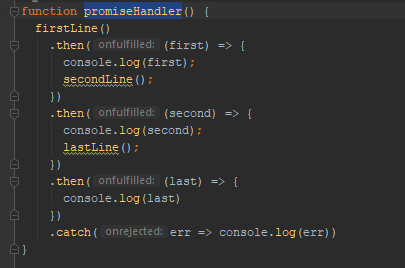 function promiseHandler() {
  firstLine()
    .then( onfulfilled: (first) => {
      console.log(first);
      secondLine();
    })
    .then( onfulfilled: (second) => {
      console.log(second);
      lastLine();
    })
    .then( onfulfilled: (last) => {
      console.log(last)
    })
    .catch( onrejected: err => console.log(err))
}